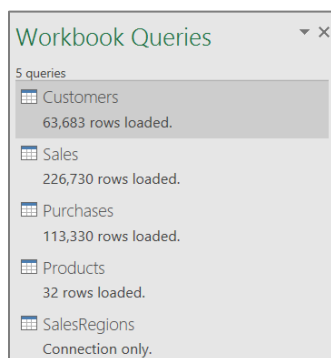 Workbook Queries
5 queries
Customers
63,683 rows loaded.
Sales
226,730 rows loaded.
Purchases
113,330 rows loaded.
Products
32 rows loaded.
SalesRegions
Connection only.